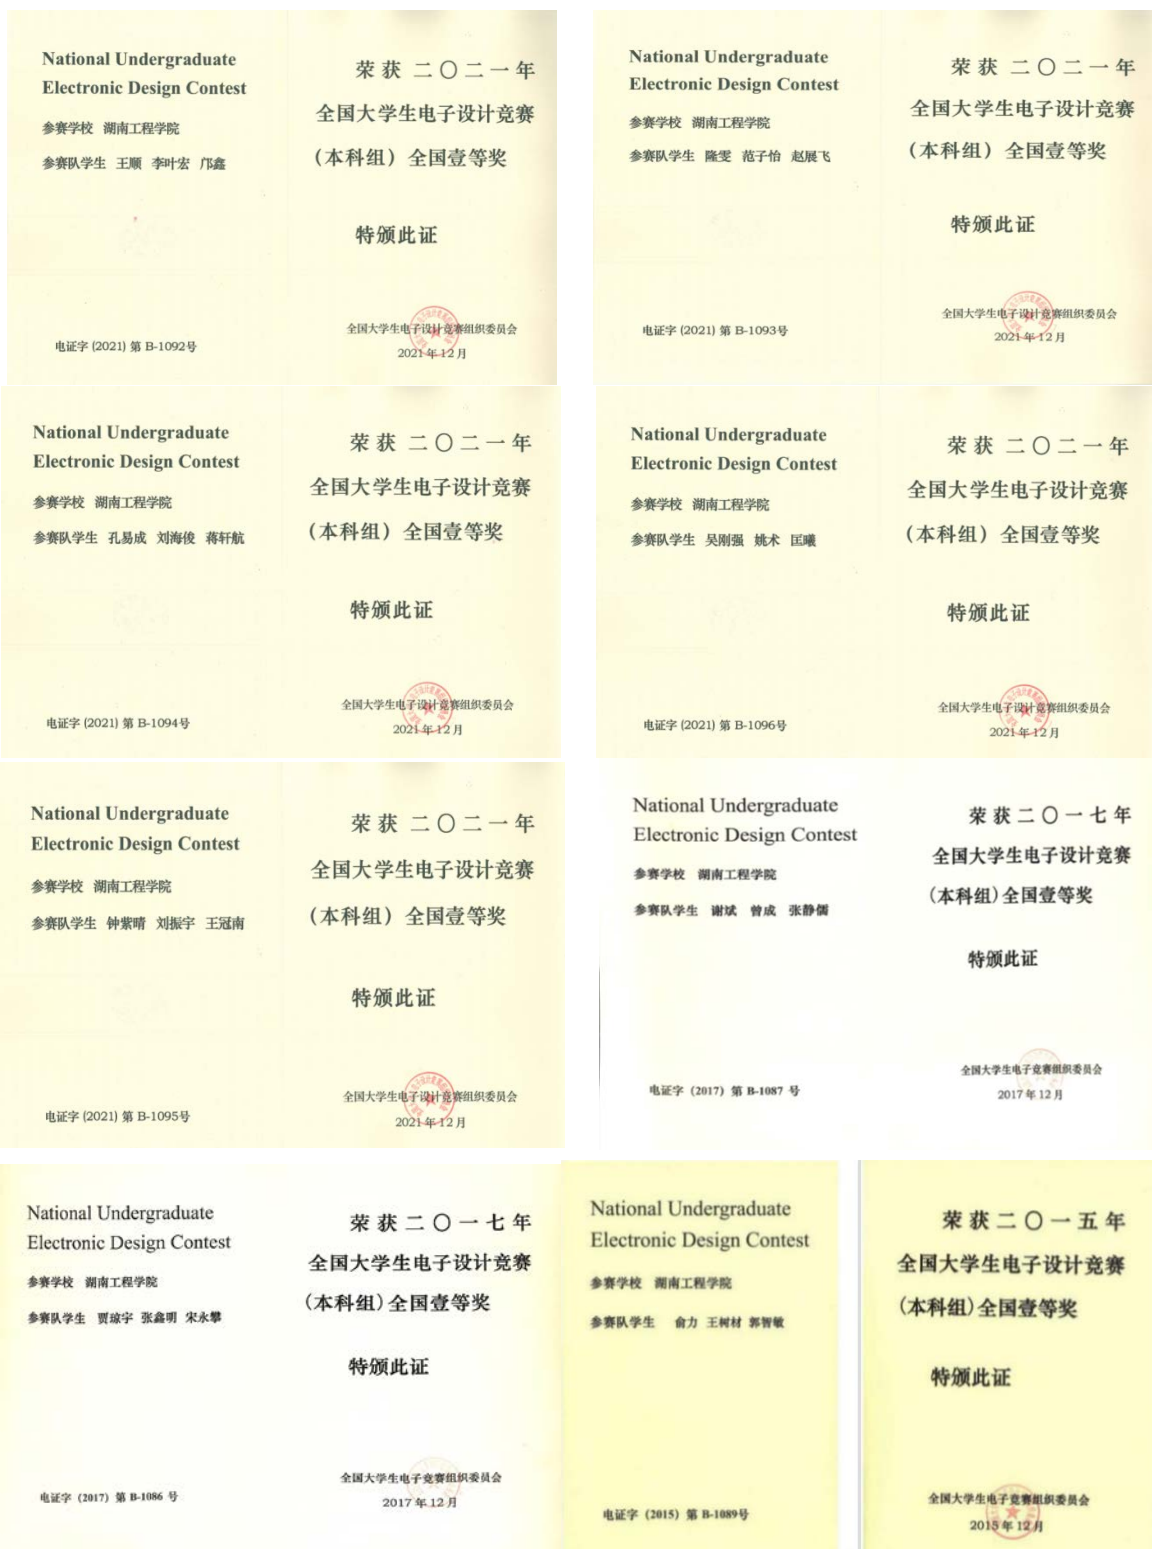 National Undergraduate
Electronic Design Contest
参赛学校 湖南工程学院
参赛队学生 王顺 李叶宏 邝鑫
电证字 (2021) 第 B-1092号
荣获 二〇二一年
全国大学生电子设计竞赛
(本科组) 全国壹等奖
特颁此证
全国大学生电子设计竞赛组织委员会
2021年12月
National Undergraduate
Electronic Design Contest
参赛学校 湖南工程学院
参赛队学生 隆雯 范子怡 赵展飞
电证字 (2021) 第 B-1093号
荣获 二〇二一年
全国大学生电子设计竞赛
(本科组) 全国壹等奖
特颁此证
全国大学生电子设计竞赛组织委员会
2021年12月
National Undergraduate
Electronic Design Contest
参赛学校 湖南工程学院
参赛队学生 孔易成 刘海俊 蒋轩航
电证字 (2021) 第 B-1094号
荣获 二〇二一年
全国大学生电子设计竞赛
(本科组) 全国壹等奖
特颁此证
全国大学生电子设计竞赛组织委员会
2021年12月
National Undergraduate
Electronic Design Contest
参赛学校 湖南工程学院
参赛队学生 吴刚强 姚术 匡曦
电证字 (2021) 第 B-1096号
荣获 二〇二一年
全国大学生电子设计竞赛
(本科组) 全国壹等奖
特颁此证
全国大学生电子设计竞赛组织委员会
2021年12月
National Undergraduate
Electronic Design Contest
参赛学校 湖南工程学院
参赛队学生 钟紫晴 刘振宇 王冠南
电证字 (2021) 第 B-1095号
荣获 二〇二一年
全国大学生电子设计竞赛
(本科组) 全国壹等奖
特颁此证
全国大学生电子设计竞赛组织委员会
2021年12月
National Undergraduate
Electronic Design Contest
参赛学校 湖南工程学院
参赛队学生 谢斌 曾成 张静儒
电证字 (2017) 第 B-1087 号
荣获二〇一七年
全国大学生电子设计竞赛
(本科组)全国壹等奖
特颁此证
全国大学生电子竞赛组织委员会
2017年12月
National Undergraduate
Electronic Design Contest
参赛学校 湖南工程学院
参赛队学生 贾琼宇 张鑫明 宋永攀
电证字 (2017) 第 B-1086 号
荣获二〇一七年
全国大学生电子设计竞赛
(本科组)全国壹等奖
特颁此证
全国大学生电子竞赛组织委员会
2017年12月
National Undergraduate
Electronic Design Contest
参赛学校 湖南工程学院
参赛队学生 俞力 王树材 郭智敏
电证字 (2015) 第 B-1089号
荣获二〇一五年
全国大学生电子设计竞赛
(本科组)全国壹等奖
特颁此证
全国大学生电子竞赛组织委员会
2015年12月